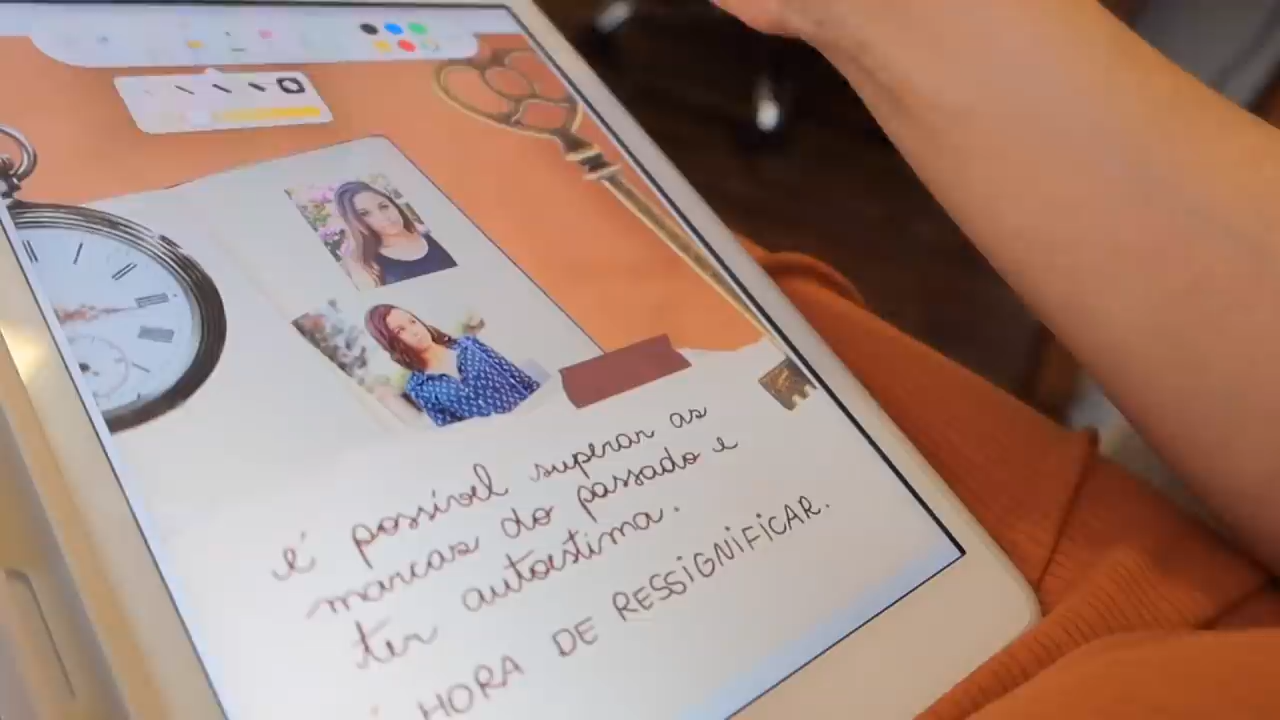 é possível superar as
marcas do passado e
ter autoestima.
HORA DE RESSIGNIFICAR.